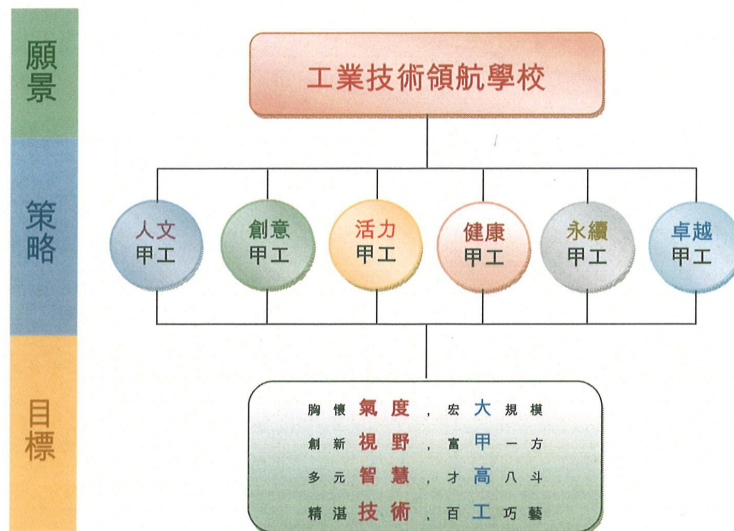 願景
工業技術領航學校
策略
人文
甲工
創意
甲工
活力
甲工
健康
甲工
永續
甲工
卓越
甲工
目標
胸懷氣度，宏大規模
創新視野，富甲一方
多元智慧，才高八斗
精湛技術，百工巧藝